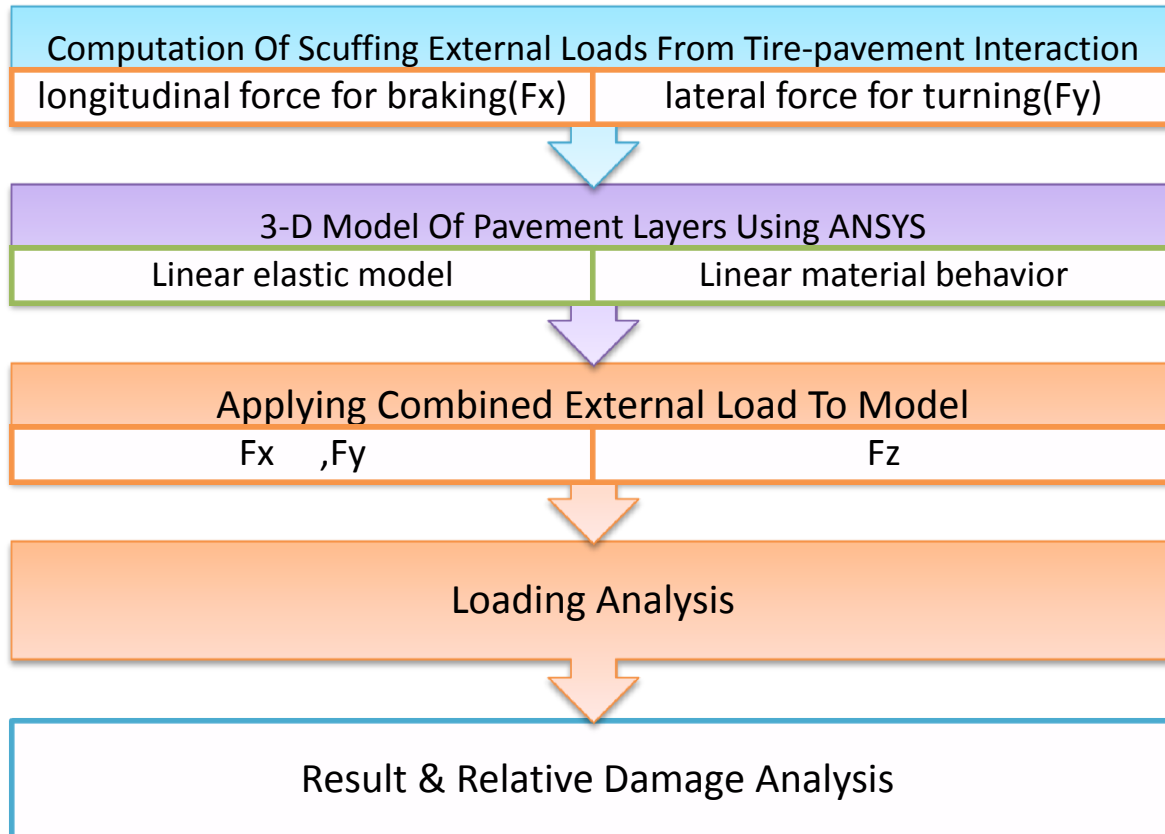 Computation Of Scuffing External Loads From Tire-pavement Interaction
longitudinal force for braking(Fx)
lateral force for turning(Fy)
3-D Model Of Pavement Layers Using ANSYS
Linear elastic model
Linear material behavior
Applying Combined External Load To Model
Fx ,Fy
Fz
Loading Analysis
Result & Relative Damage Analysis